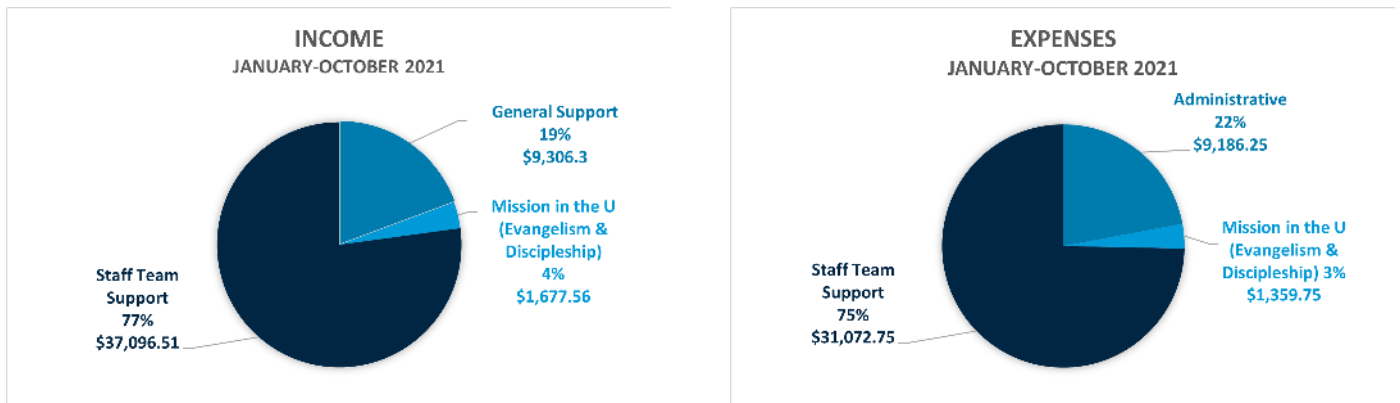 INCOME
JANUARY-OCTOBER 2021
General Support
19%
$9,306.3
Mission in the U
(Evangelism &
Discipleship)
4%
$1,677.56
Staff Team
Support
77%
$37,096.51
EXPENSES
JANUARY-OCTOBER 2021
Administrative
22%
$9,186.25
Mission in the U
(Evangelism &
Discipleship) 3%
$1,359.75
Staff Team
Support
75%
$31,072.75